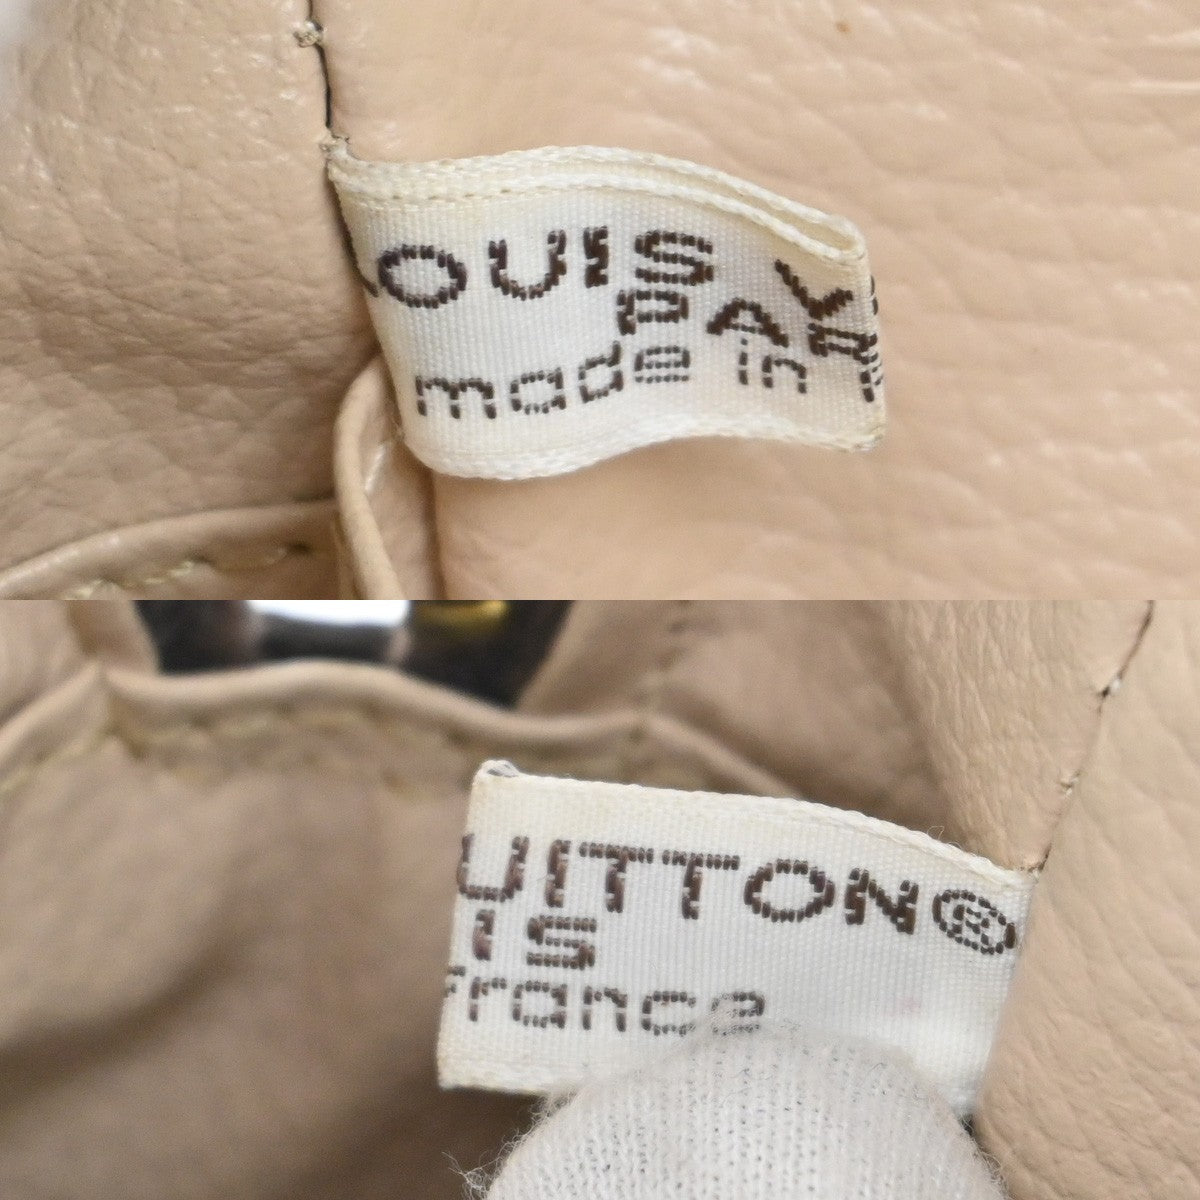 LOUIS V
PAR
made in
UITTON®
IS
France